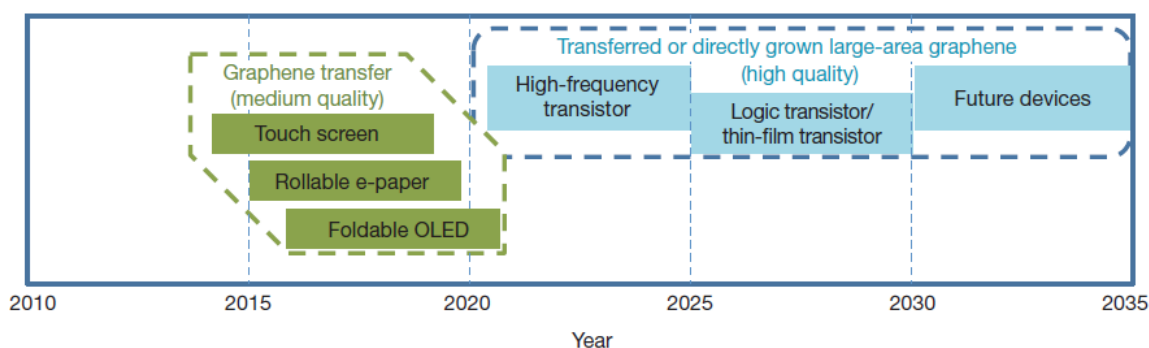 Transferred or directly grown large-area graphene
(high quality)
Graphene transfer
(medium quality)
Touch screen
Rollable e-paper
Foldable OLED
High-frequency
transistor
Logic transistor/
thin-film transistor
Future devices
2010
2015
2020
2025
2030
2035
Year